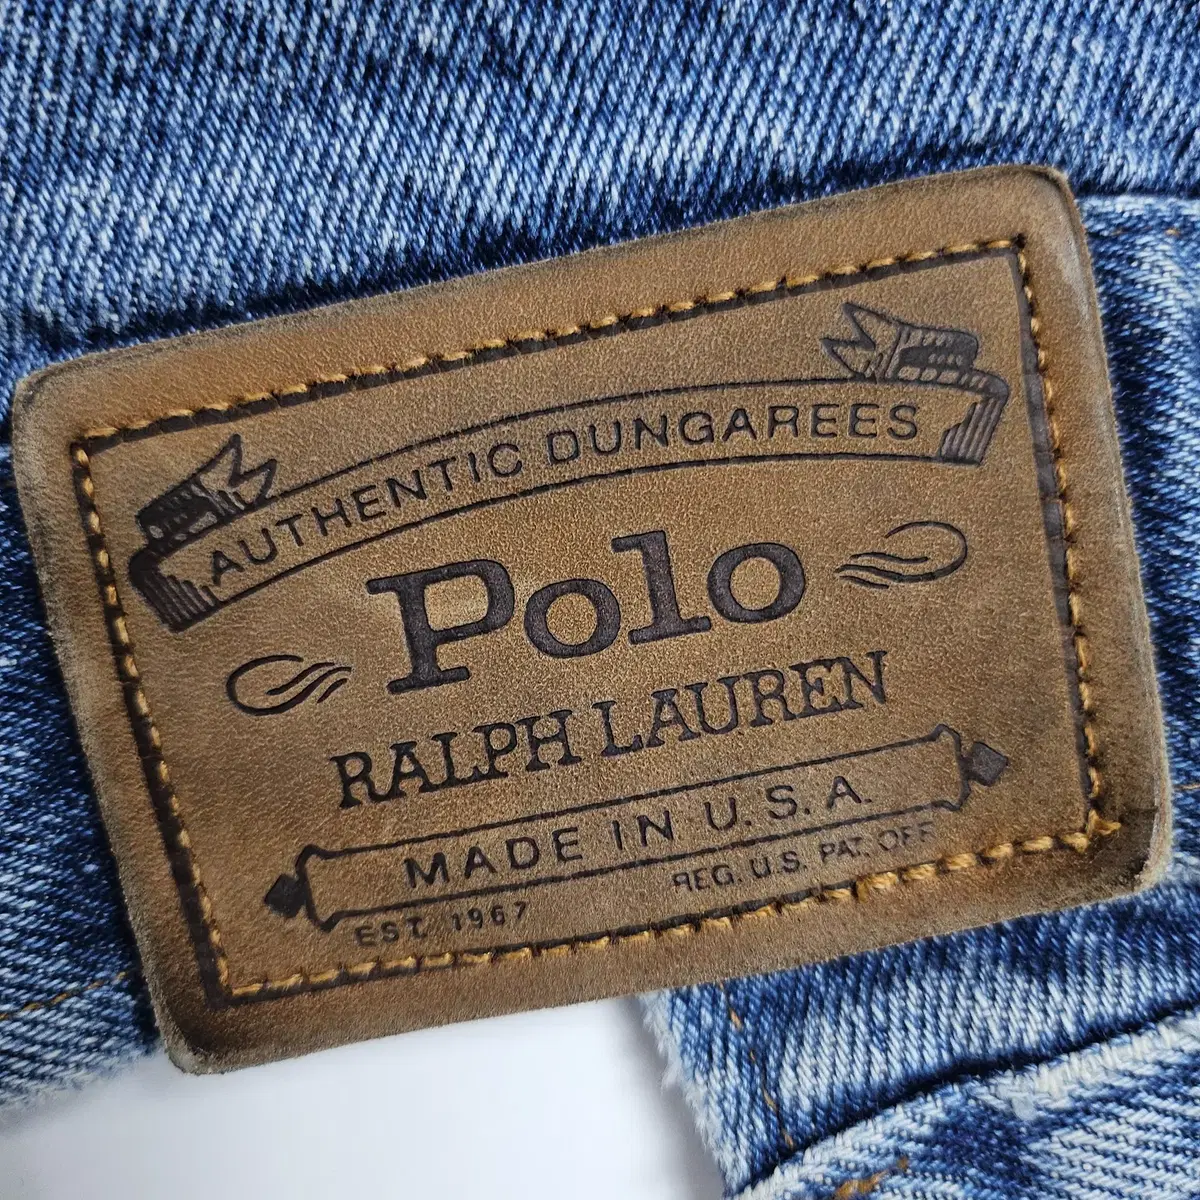 AUTHENTIC DUNGAREES
Polo
RALPH LAUREN
MADE IN U.S.A.
REG. U.S. PAT. OFF
EST. 1967